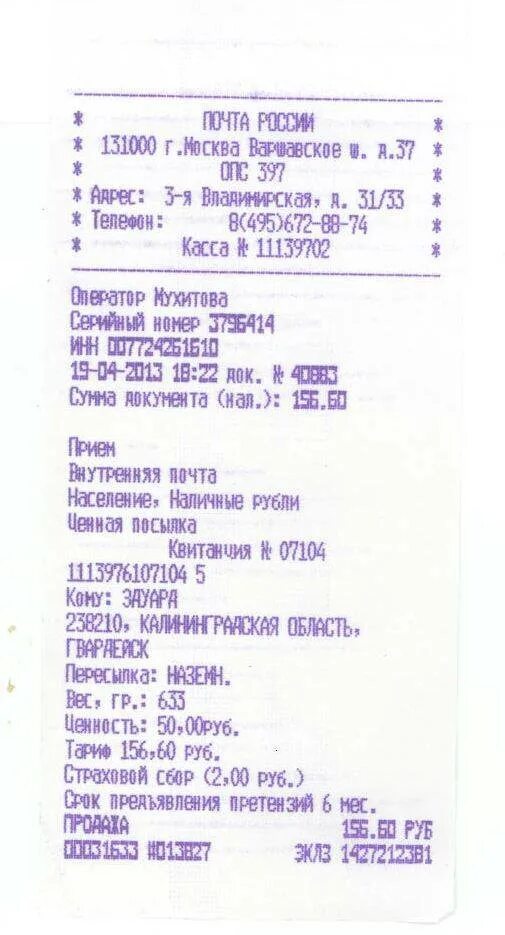 ПОЧТА РОССИИ
131000 г.Москва Варшавское ш. д.37
ОПС 397
Адрес: 3-я Владимирская, д. 31/33
Телефон: 8(495)672-88-74
Касса № 11139702
Оператор Мухитова
Серийный номер 3796414
ИНН 007724261610
19-04-2013 18:22 док. № 40883
Сумма документа (нал.): 156.60
Прием
Внутренняя почта
Население, Наличные рубли
Ценная посылка
Квитанция № 07104
1113976107104 5
Кому: ЭДУАРД
238210, КАЛИНИНГРАДСКАЯ ОБЛАСТЬ,
ГВАРДЕЙСК
Пересылка: НАЗЕМН.
Вес, гр.: 633
Ценность: 50,00руб.
Тариф 156,60 руб.
Страховой сбор (2,00 руб.)
Срок предъявления претензий 6 мес.
ПРОДАЖА 156.60 РУБ
00031633 #013827 ЭКЛЗ 1427212381